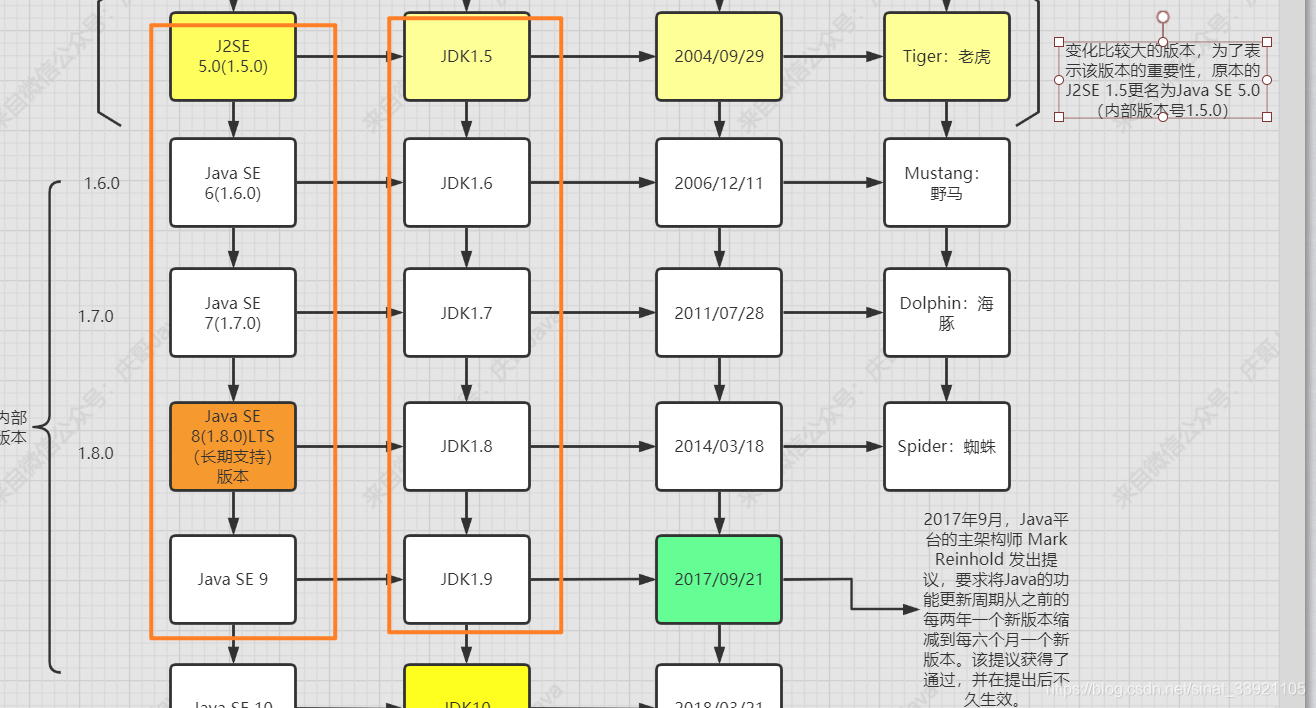 J2SE
5.0(1.5.0)
JDK1.5
2004/09/29
Tiger：老虎
变化比较大的版本，为了表
示该版本的重要性，原本的
J2SE 1.5更名为Java SE 5.0
（内部版本号1.5.0）
1.6.0
Java SE
6(1.6.0)
JDK1.6
2006/12/11
Mustang：
野马
1.7.0
Java SE
7(1.7.0)
JDK1.7
2011/07/28
Dolphin：海
豚
内部
版本
1.8.0
Java SE
8(1.8.0)LTS
（长期支持）
版本
JDK1.8
2014/03/18
Spider：蜘蛛
Java SE 9
JDK1.9
2017/09/21
2017年9月，Java平
台的主架构师 Mark
Reinhold 发出提
议，要求将Java的功
能更新周期从之前的
每两年一个新版本缩
减到每六个月一个新
版本。该提议获得了
通过，并在提出后不
久生效。
Java SE 10
JDK10
2018/03/21
来自微信公众号：庆哥Java
https://blog.csdn.net/sinat_33921105